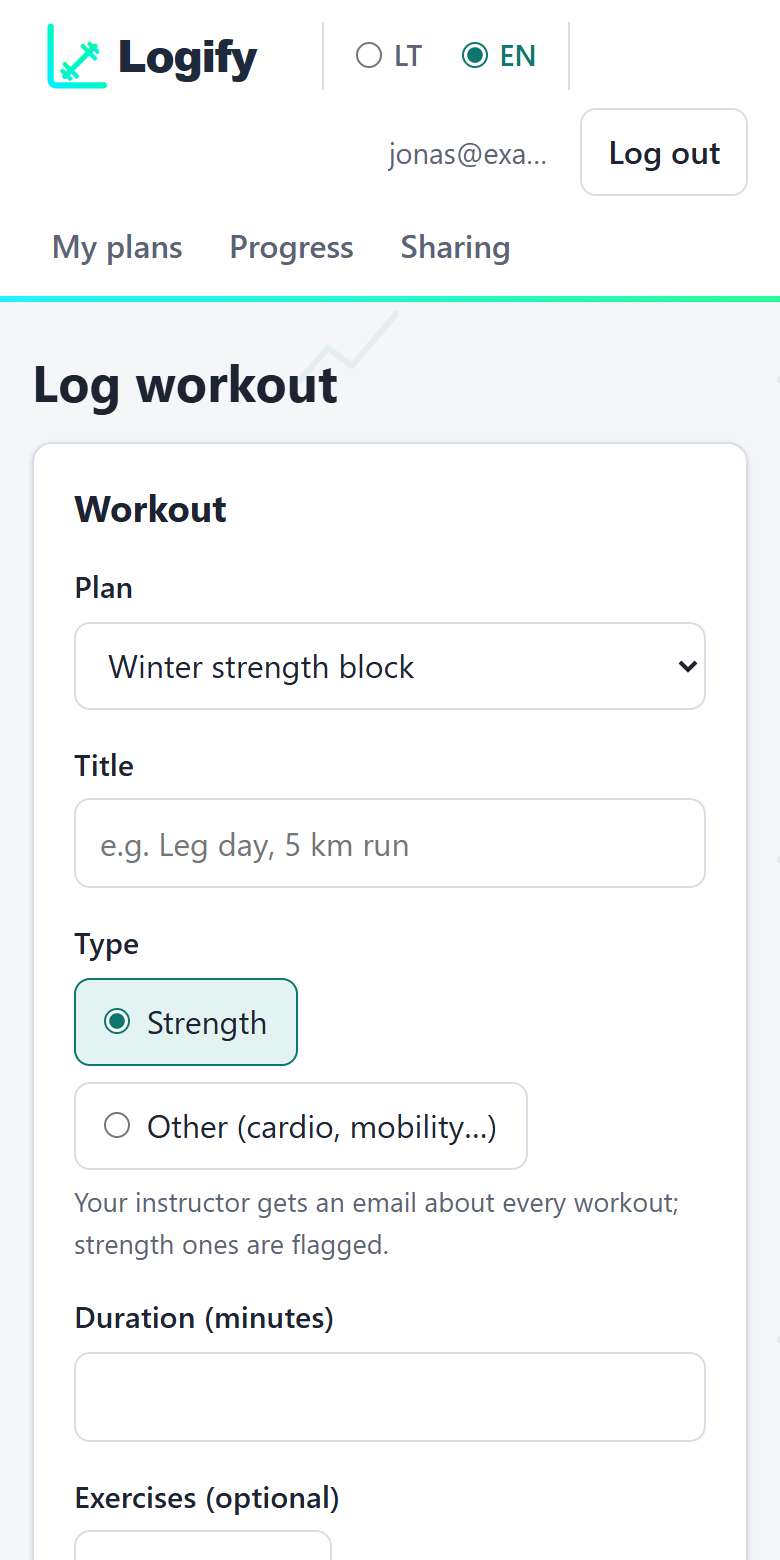 Logify
LT
EN
jonas@exa...
Log out
My plans
Progress
Sharing
Log workout
Workout
Plan
Winter strength block
Title
e.g. Leg day, 5 km run
Type
Strength
Other (cardio, mobility...)
Your instructor gets an email about every workout;
strength ones are flagged.
Duration (minutes)
Exercises (optional)